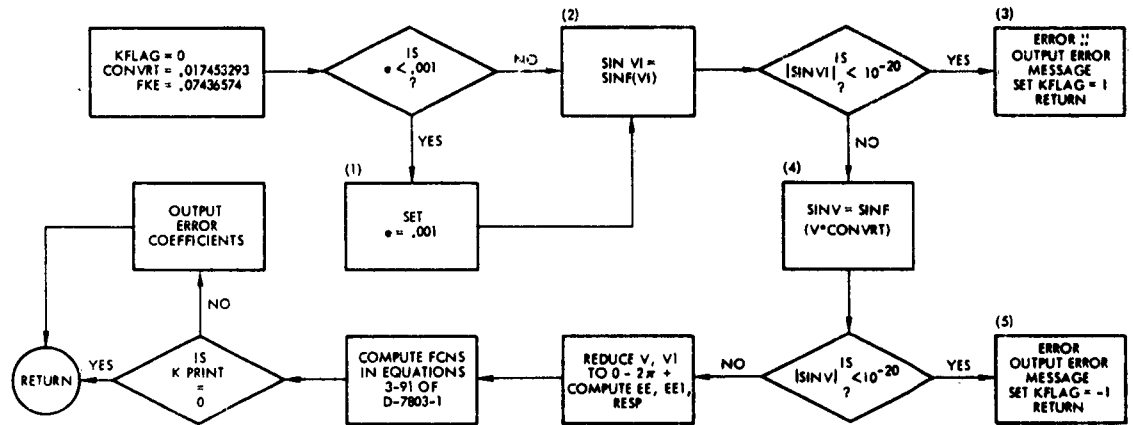 KFLAG = 0
CONVRT = .017453293
FKE = .07436574
IS
e < .001
?
NO
YES
(1)
SET
e = .001
(2)
SIN VI =
SINF(VI)
IS
|SINVI| < 10⁻²⁰
?
YES
NO
(3)
ERROR !!
OUTPUT ERROR
MESSAGE
SET KFLAG = 1
RETURN
(4)
SINV = SINF
(V*CONVRT)
IS
|SINV| <10⁻²⁰
?
YES
NO
(5)
ERROR
OUTPUT ERROR
MESSAGE
SET KFLAG = -1
RETURN
REDUCE V, V1
TO 0 - 2π +
COMPUTE EE, EE1,
RESP
COMPUTE FCNS
IN EQUATIONS
3-91 OF
D-7803-1
IS
K PRINT
=
0
NO
YES
OUTPUT
ERROR
COEFFICIENTS
RETURN